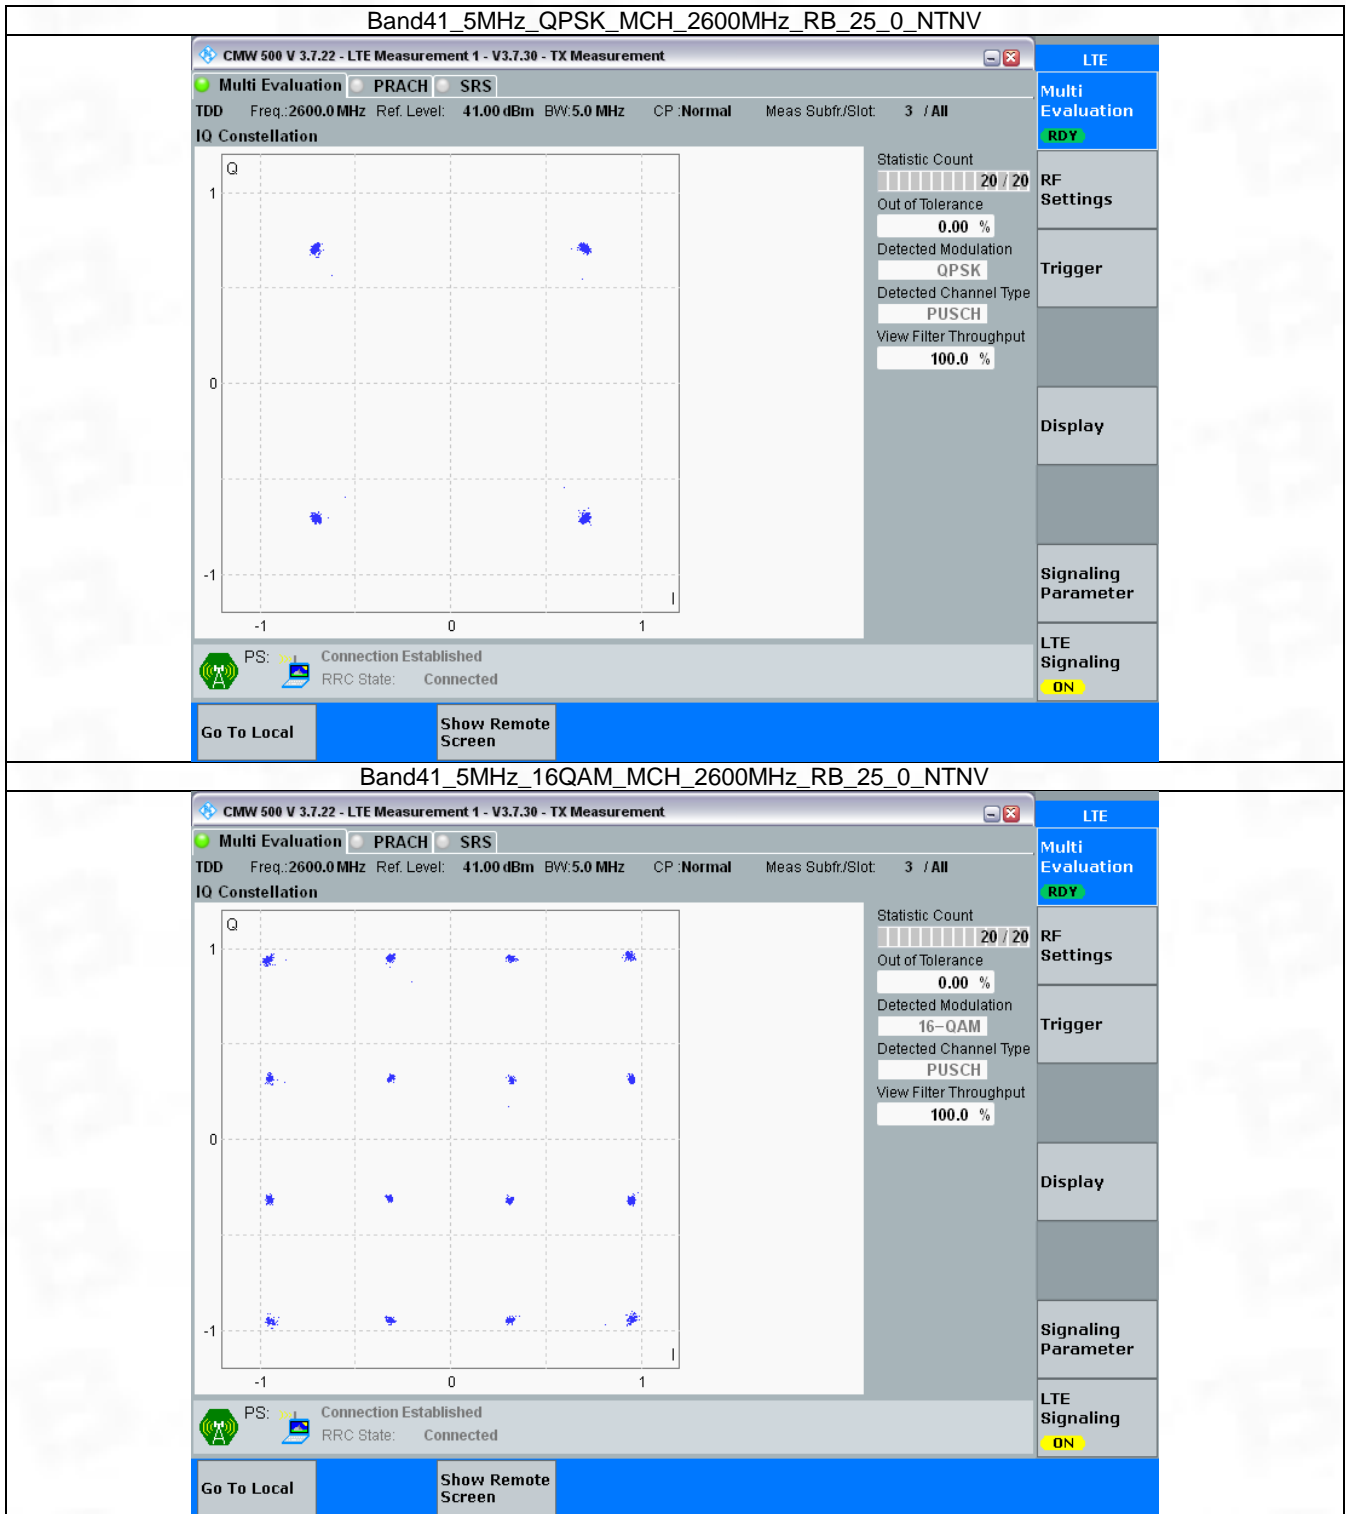 Band41_5MHz_QPSK_MCH_2600MHz_RB_25_0_NTNV
CMW 500 V 3.7.22 - LTE Measurement 1 - V3.7.30 - TX Measurement
LTE
Multi Evaluation PRACH SRS
TDD Freq.:2600.0 MHz Ref. Level: 41.00 dBm BW:5.0 MHz CP :Normal Meas Subfr./Slot: 3 / All
IQ Constellation
Q
1
0
-1
I
-1 0 1
Statistic Count
20 / 20
Out of Tolerance
0.00 %
Detected Modulation
QPSK
Detected Channel Type
PUSCH
View Filter Throughput
100.0 %
Multi
Evaluation
RDY
RF
Settings
Trigger
Display
Signaling
Parameter
LTE
Signaling
ON
PS: Connection Established
RRC State: Connected
Go To Local
Show Remote
Screen
Band41_5MHz_16QAM_MCH_2600MHz_RB_25_0_NTNV
CMW 500 V 3.7.22 - LTE Measurement 1 - V3.7.30 - TX Measurement
LTE
Multi Evaluation PRACH SRS
TDD Freq.:2600.0 MHz Ref. Level: 41.00 dBm BW:5.0 MHz CP :Normal Meas Subfr./Slot: 3 / All
IQ Constellation
Q
1
0
-1
I
-1 0 1
Statistic Count
20 / 20
Out of Tolerance
0.00 %
Detected Modulation
16-QAM
Detected Channel Type
PUSCH
View Filter Throughput
100.0 %
Multi
Evaluation
RDY
RF
Settings
Trigger
Display
Signaling
Parameter
LTE
Signaling
ON
PS: Connection Established
RRC State: Connected
Go To Local
Show Remote
Screen